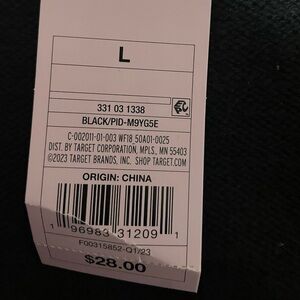 L
331 03 1338
BLACK/PID-M9YG5E
C-002011-01-003 WF18 50A01-0025
DIST. BY TARGET CORPORATION, MPLS, MN 55403
©2023 TARGET BRANDS, INC. SHOP TARGET.COM
ORIGIN: CHINA
1 96983 31209 1
F00315852-Q1/23
$28.00